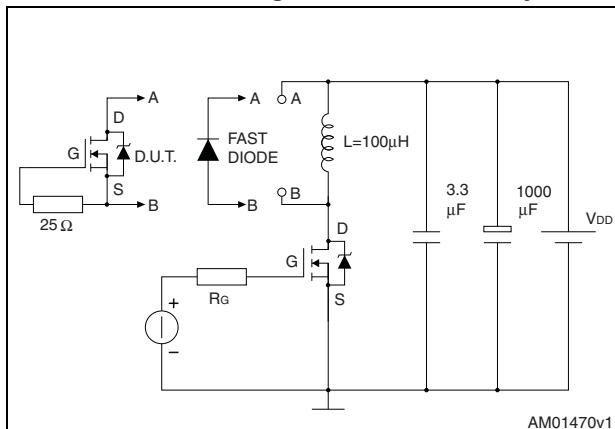 A
D
G
D.U.T.
S
B
25 Ω
A
FAST
DIODE
B
A
B
L=100μH
D
G
S
RG
+
–
3.3
μF
1000
μF
VDD
AM01470v1